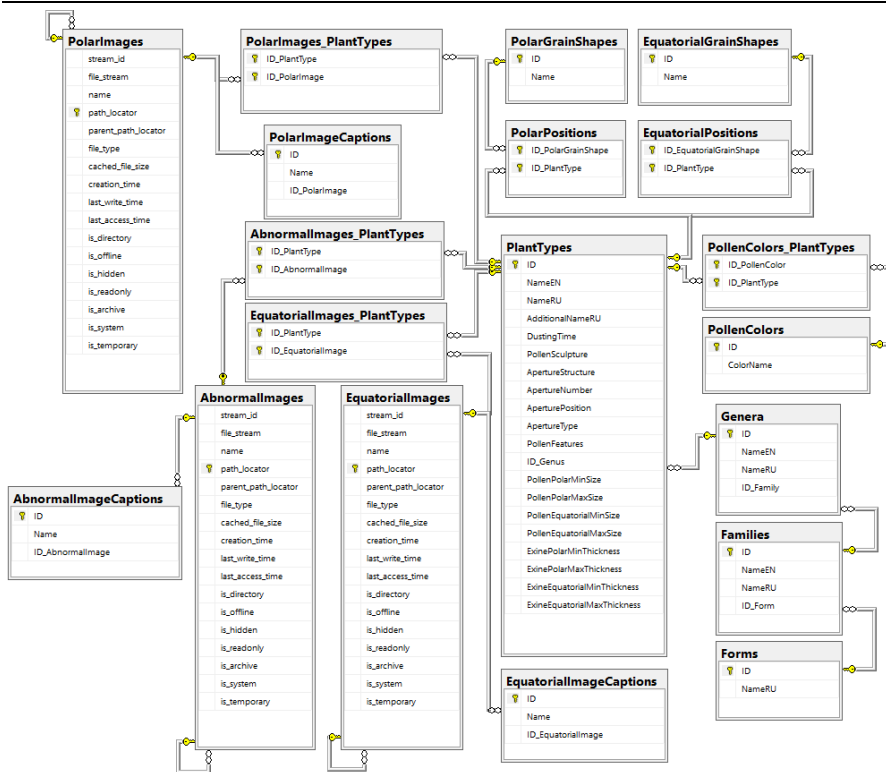 PolarImages
stream_id
file_stream
name
path_locator
parent_path_locator
file_type
cached_file_size
creation_time
last_write_time
last_access_time
is_directory
is_offline
is_hidden
is_readonly
is_archive
is_system
is_temporary
PolarImages_PlantTypes
ID_PlantType
ID_PolarImage
PolarImageCaptions
ID
Name
ID_PolarImage
PolarGrainShapes
ID
Name
EquatorialGrainShapes
ID
Name
PolarPositions
ID_PolarGrainShape
ID_PlantType
EquatorialPositions
ID_EquatorialGrainShape
ID_PlantType
AbnormalImages_PlantTypes
ID_PlantType
ID_AbnormalImage
EquatorialImages_PlantTypes
ID_PlantType
ID_EquatorialImage
PlantTypes
ID
NameEN
NameRU
AdditionalNameRU
DustingTime
PollenSculpture
ApertureStructure
ApertureNumber
AperturePosition
ApertureType
PollenFeatures
ID_Genus
PollenPolarMinSize
PollenPolarMaxSize
PollenEquatorialMinSize
PollenEquatorialMaxSize
ExinePolarMinThickness
ExinePolarMaxThickness
ExineEquatorialMinThickness
ExineEquatorialMaxThickness
PollenColors_PlantTypes
ID_PollenColor
ID_PlantType
PollenColors
ID
ColorName
AbnormalImages
stream_id
file_stream
name
path_locator
parent_path_locator
file_type
cached_file_size
creation_time
last_write_time
last_access_time
is_directory
is_offline
is_hidden
is_readonly
is_archive
is_system
is_temporary
EquatorialImages
stream_id
file_stream
name
path_locator
parent_path_locator
file_type
cached_file_size
creation_time
last_write_time
last_access_time
is_directory
is_offline
is_hidden
is_readonly
is_archive
is_system
is_temporary
Genera
ID
NameEN
NameRU
ID_Family
AbnormalImageCaptions
ID
Name
ID_AbnormalImage
Families
ID
NameEN
NameRU
ID_Form
Forms
ID
NameRU
EquatorialImageCaptions
ID
Name
ID_EquatorialImage